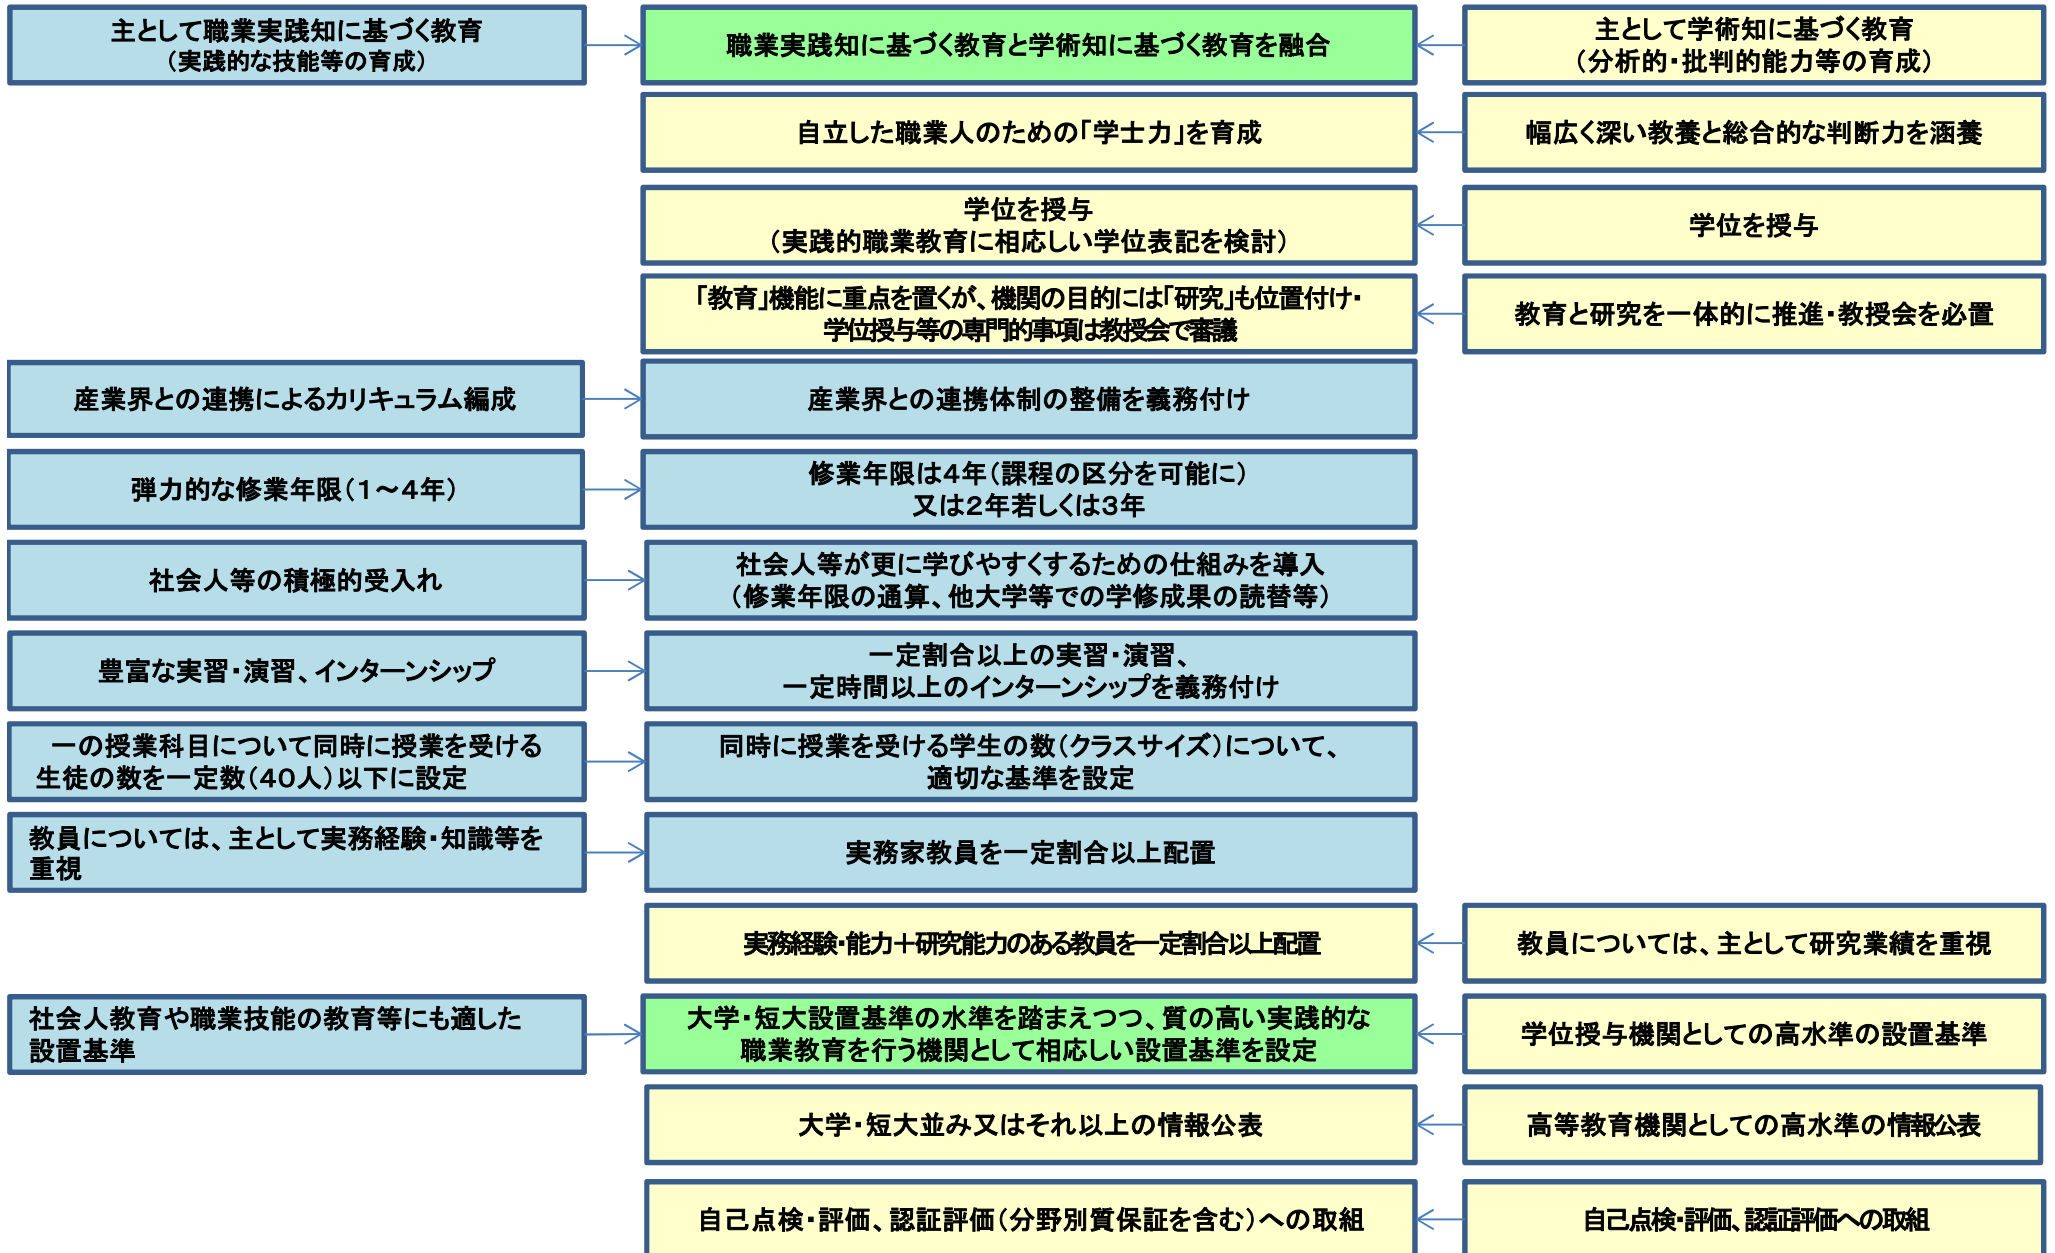 主として職業実践知に基づく教育
（実践的な技能等の育成）
職業実践知に基づく教育と学術知に基づく教育を融合
主として学術知に基づく教育
（分析的・批判的能力等の育成）
自立した職業人のための「学士力」を育成
幅広く深い教養と総合的な判断力を涵養
学位を授与
（実践的職業教育に相応しい学位表記を検討）
学位を授与
「教育」機能に重点を置くが、機関の目的には「研究」も位置付け・
学位授与等の専門的事項は教授会で審議
教育と研究を一体的に推進・教授会を必置
産業界との連携によるカリキュラム編成
産業界との連携体制の整備を義務付け
弾力的な修業年限（１～４年）
修業年限は４年（課程の区分を可能に）
又は２年若しくは３年
社会人等の積極的受入れ
社会人等が更に学びやすくするための仕組みを導入
（修業年限の通算、他大学等での学修成果の読替等）
豊富な実習・演習、インターンシップ
一定割合以上の実習・演習、
一定時間以上のインターンシップを義務付け
一の授業科目について同時に授業を受ける
生徒の数を一定数（４０人）以下に設定
同時に授業を受ける学生の数（クラスサイズ）について、
適切な基準を設定
教員については、主として実務経験・知識等を
重視
実務家教員を一定割合以上配置
実務経験・能力＋研究能力のある教員を一定割合以上配置
教員については、主として研究業績を重視
社会人教育や職業技能の教育等にも適した
設置基準
大学・短大設置基準の水準を踏まえつつ、質の高い実践的な
職業教育を行う機関として相応しい設置基準を設定
学位授与機関としての高水準の設置基準
大学・短大並み又はそれ以上の情報公表
高等教育機関としての高水準の情報公表
自己点検・評価、認証評価（分野別質保証を含む）への取組
自己点検・評価、認証評価への取組